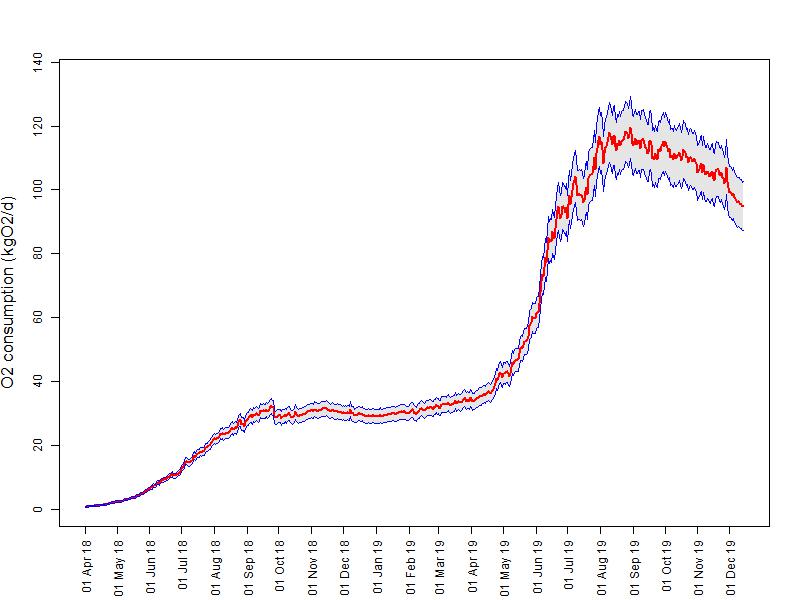 O2 consumption (kgO2/d)
140
120
100
80
60
40
20
0
01 Apr 18
01 May 18
01 Jun 18
01 Jul 18
01 Aug 18
01 Sep 18
01 Oct 18
01 Nov 18
01 Dec 18
01 Jan 19
01 Feb 19
01 Mar 19
01 Apr 19
01 May 19
01 Jun 19
01 Jul 19
01 Aug 19
01 Sep 19
01 Oct 19
01 Nov 19
01 Dec 19